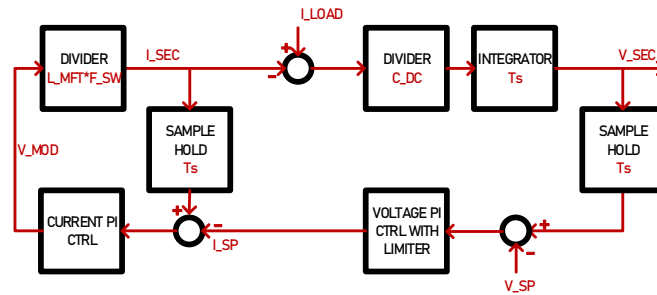 I_LOAD
DIVIDER
L_MFT*F_SW
I_SEC
+
-
DIVIDER
C_DC
INTEGRATOR
Ts
V_SEC
SAMPLE
HOLD
Ts
SAMPLE
HOLD
Ts
V_MOD
CURRENT PI
CTRL
+
-
I_SP
VOLTAGE PI
CTRL WITH
LIMITER
+
-
V_SP